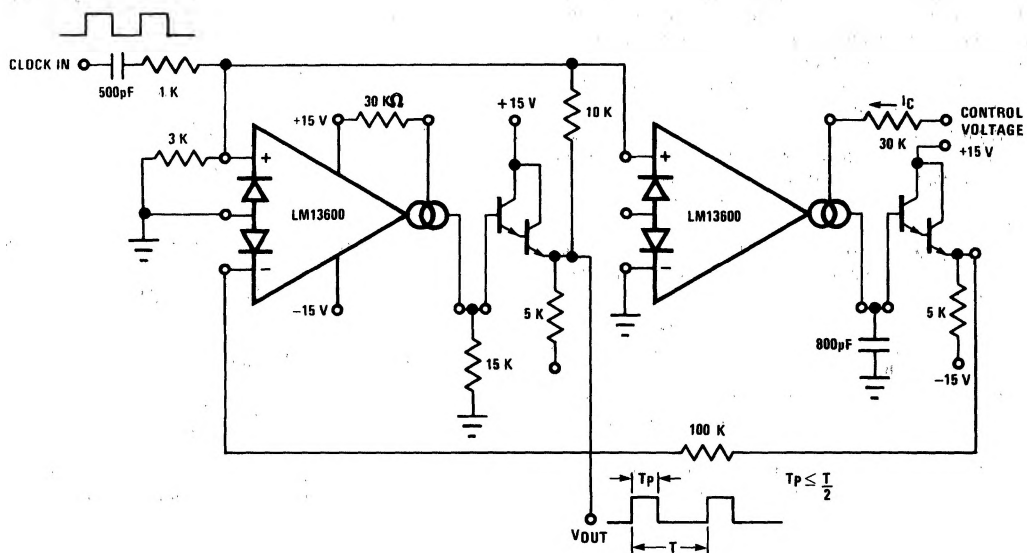 CLOCK IN
500pF
1 K
3 K
+15 V
30 KΩ
LM13600
-15 V
+15 V
10 K
5 K
15 K
LM13600
IC
CONTROL
VOLTAGE
30 K
+15 V
5 K
800pF
-15 V
100 K
TP
TP ≤ T/2
VOUT
T
+
-
+
-